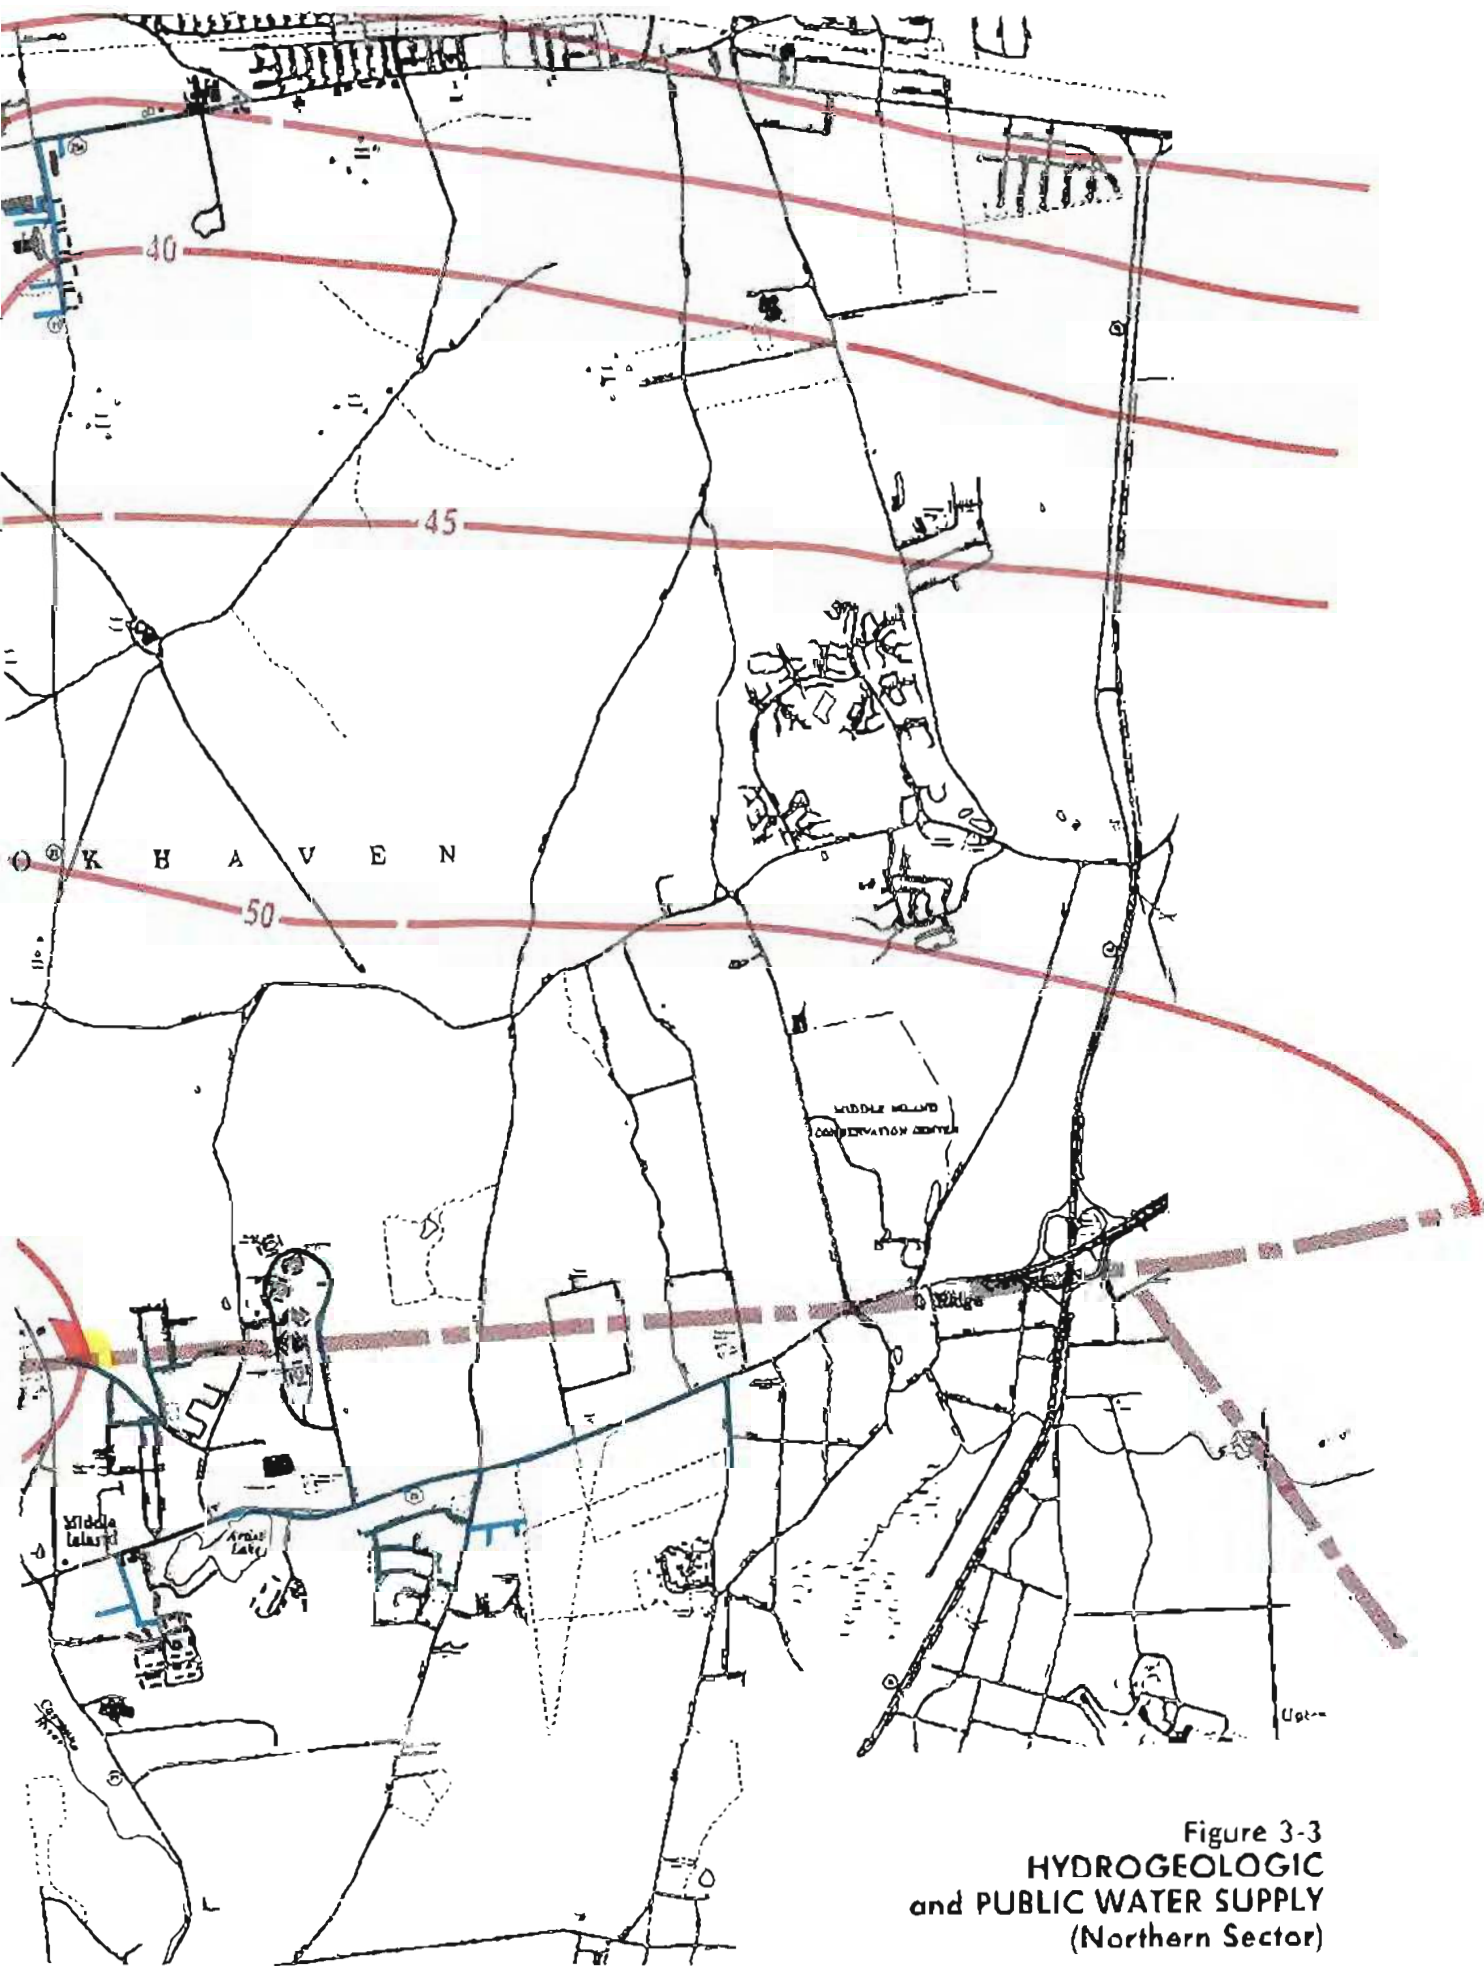 40
45
O K H A V E N
50
MIDDLE ISLAND
CONSERVATION CENTER
Ridge
Middle
Island
Artist
Lake
Upton
Figure 3-3
HYDROGEOLOGIC
and PUBLIC WATER SUPPLY
(Northern Sector)